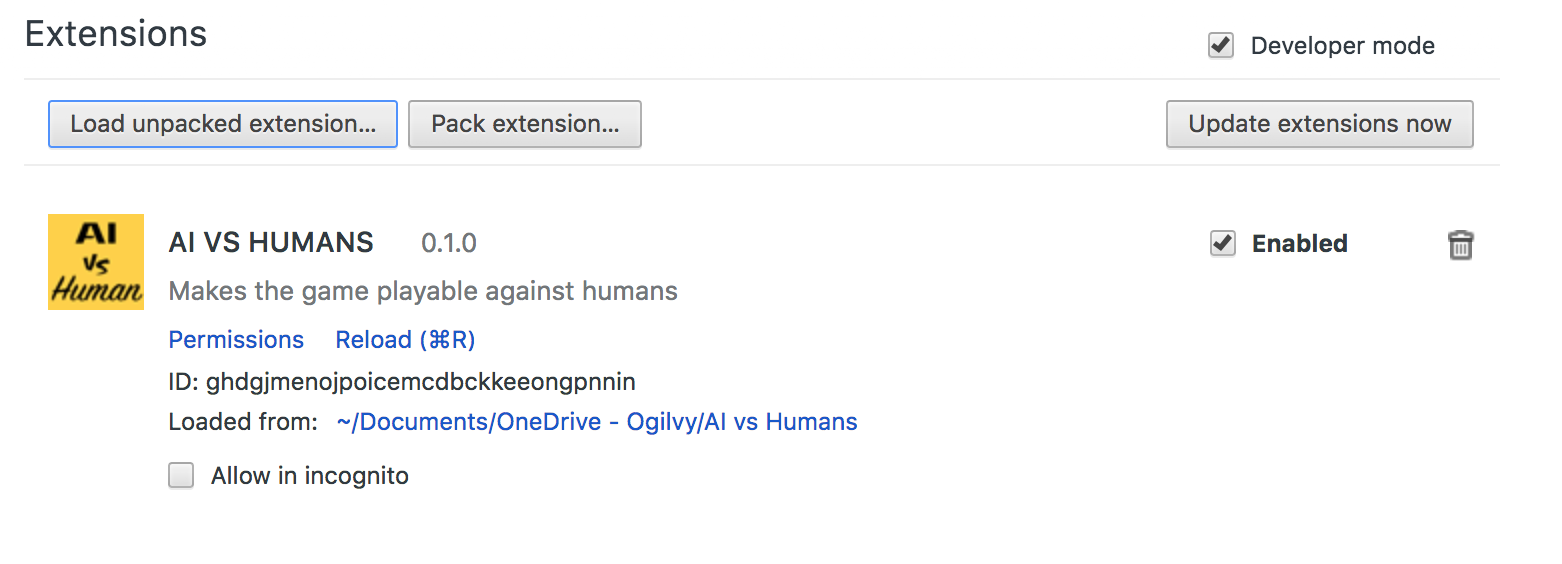 Extensions
Developer mode
Load unpacked extension...
Pack extension...
Update extensions now
AI
Vs
Human
AI VS HUMANS 0.1.0
Enabled
Makes the game playable against humans
Permissions Reload (⌘R)
ID: ghdgjmenojpoicemcdbckkeeongpnnin
Loaded from: ~/Documents/OneDrive - Ogilvy/AI vs Humans
Allow in incognito